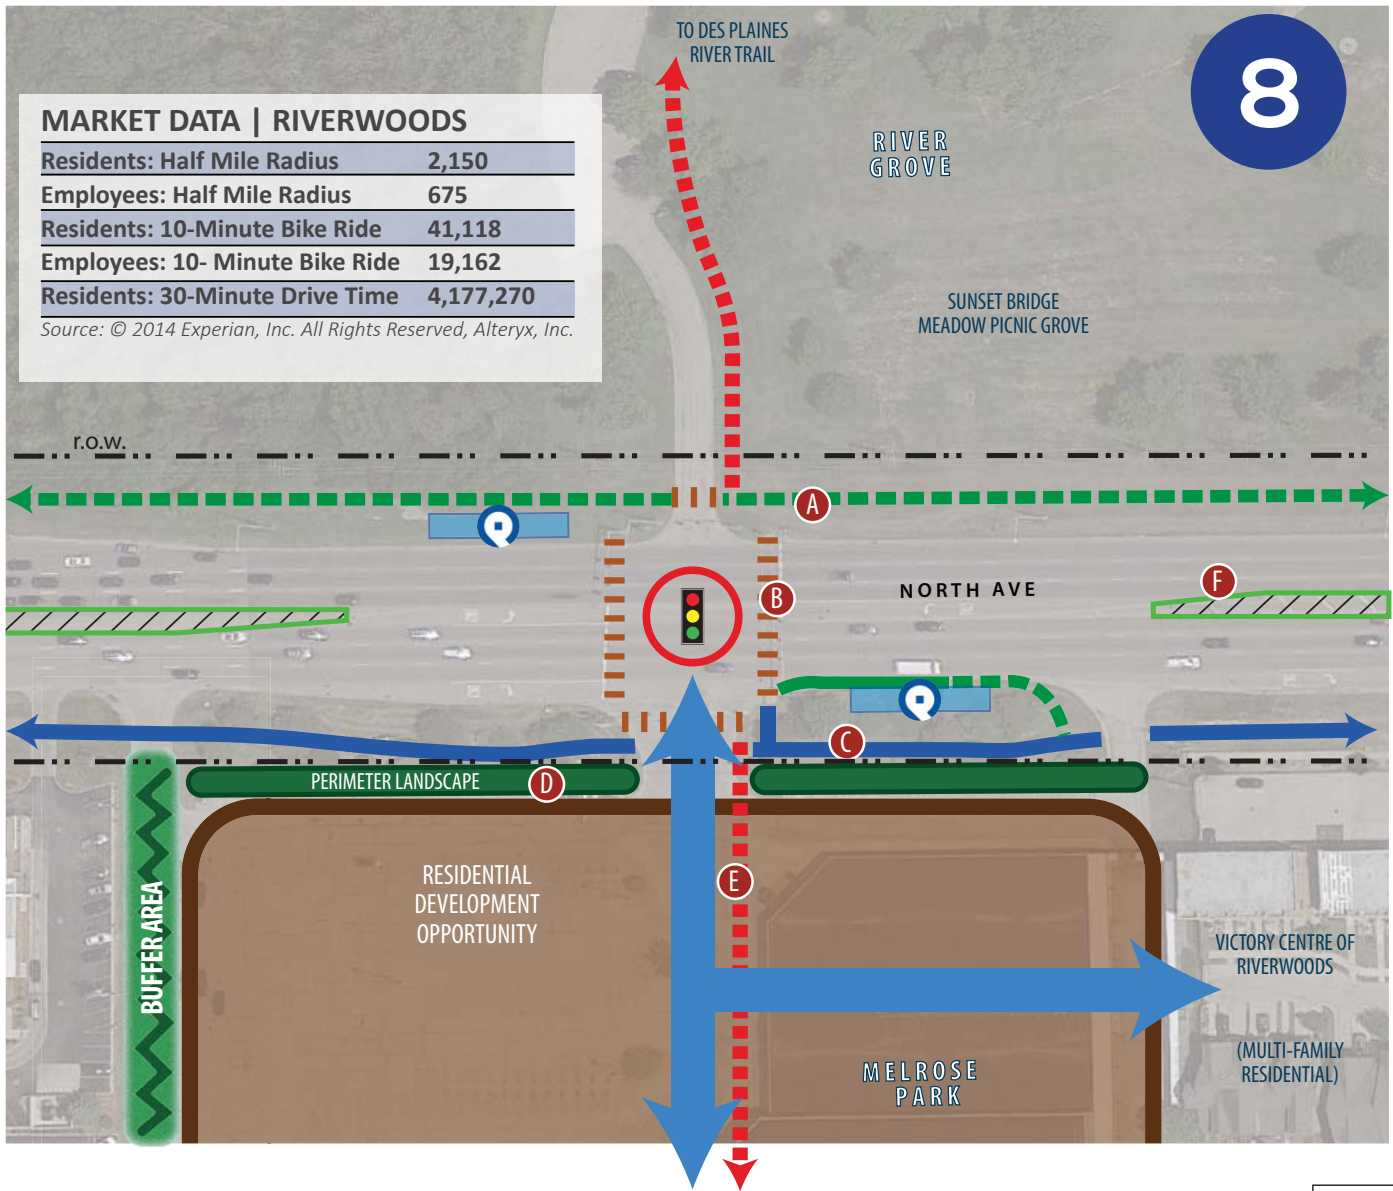 TO DES PLAINES
RIVER TRAIL
8
MARKET DATA | RIVERWOODS
Residents: Half Mile Radius 2,150
Employees: Half Mile Radius 675
Residents: 10-Minute Bike Ride 41,118
Employees: 10- Minute Bike Ride 19,162
Residents: 30-Minute Drive Time 4,177,270
Source: © 2014 Experian, Inc. All Rights Reserved, Alteryx, Inc.
RIVER
GROVE
SUNSET BRIDGE
MEADOW PICNIC GROVE
r.o.w.
A
B
NORTH AVE
F
C
PERIMETER LANDSCAPE
D
BUFFER AREA
RESIDENTIAL
DEVELOPMENT
OPPORTUNITY
E
VICTORY CENTRE OF
RIVERWOODS
(MULTI-FAMILY
RESIDENTIAL)
MELROSE
PARK